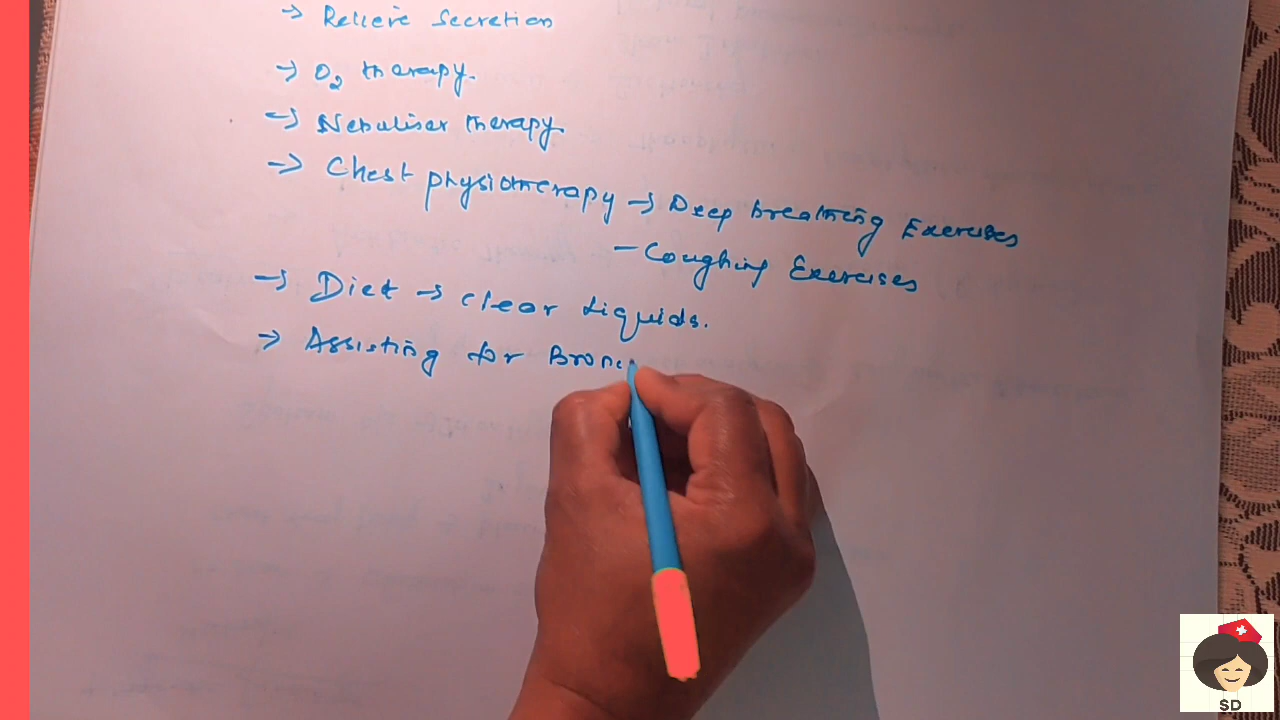 → Relieve Secretion
→ O₂ therapy.
→ Nebuliser therapy
→ Chest physiotherapy → Deep breathing Exercises
- Coughing Exercises
→ Diet → clear Liquids.
→ Assisting for Bronc
SD